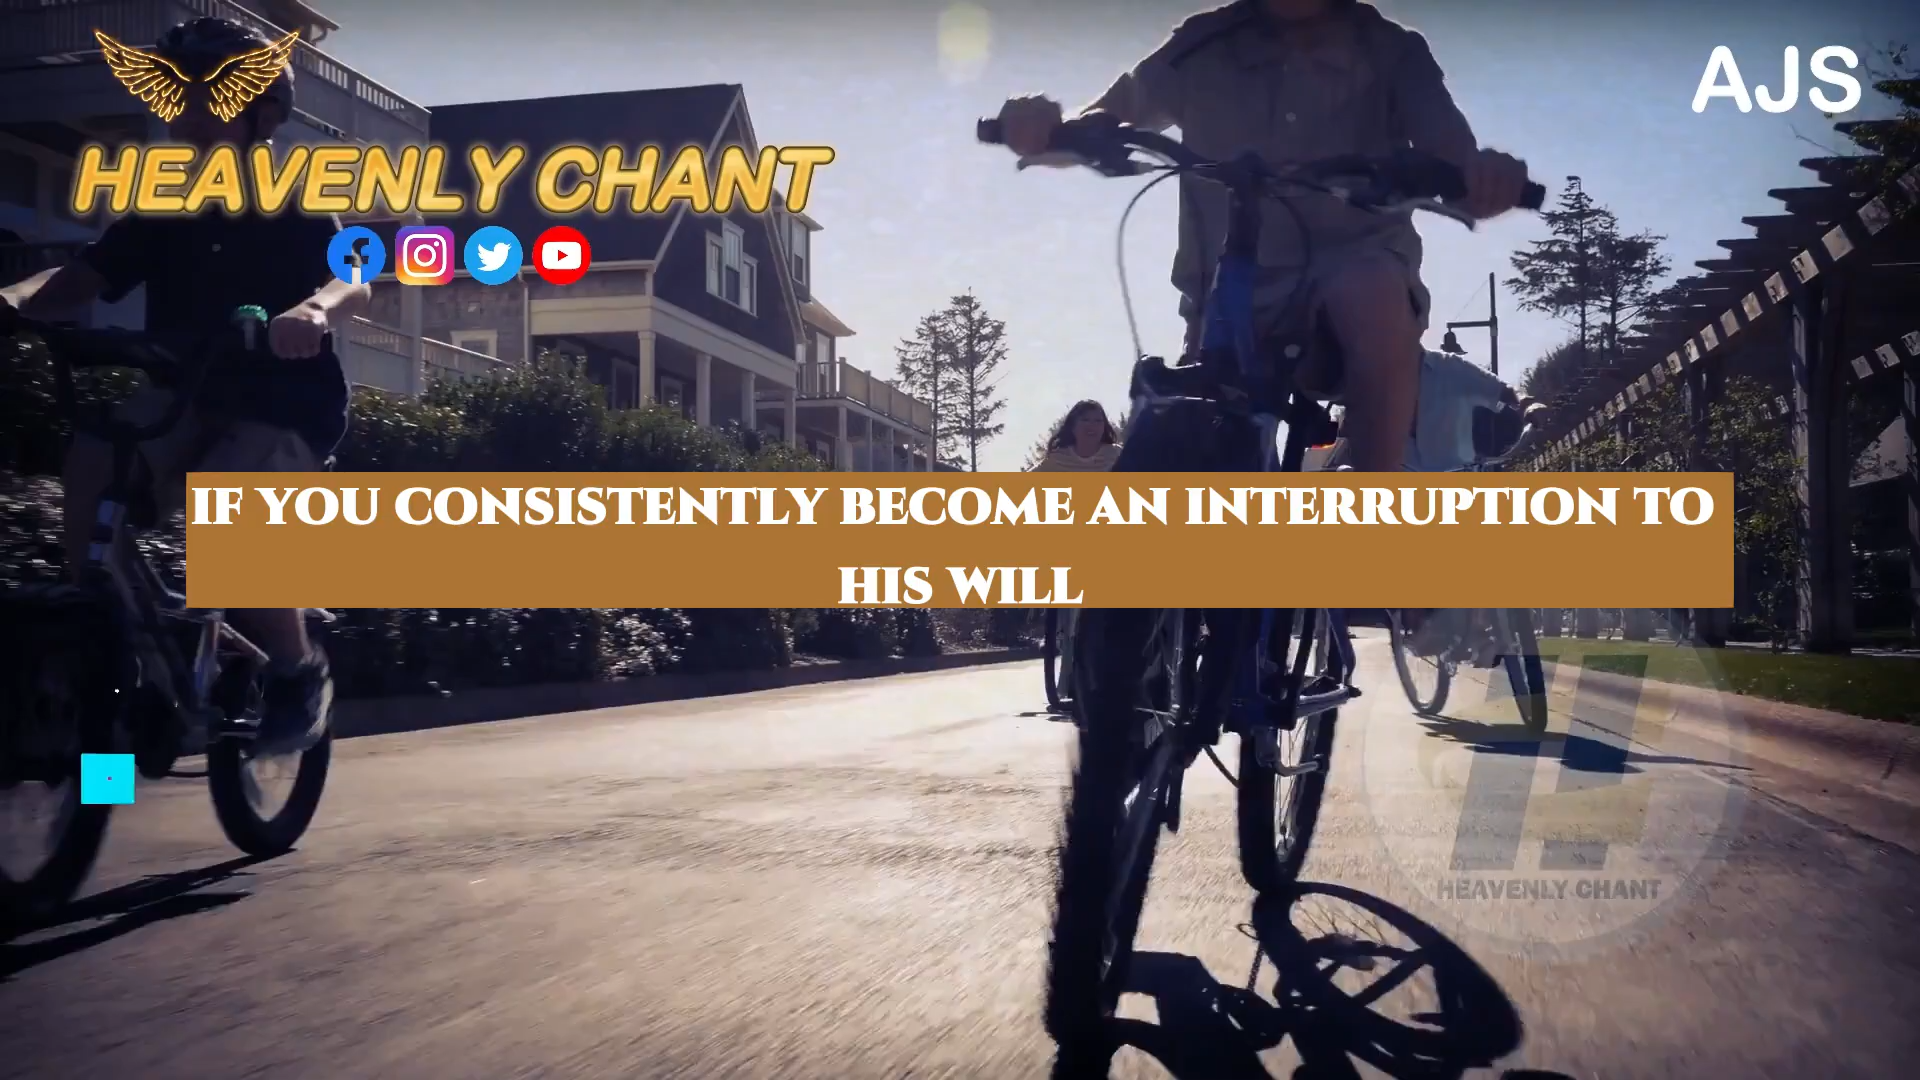 AJS
HEAVENLY CHANT
IF YOU CONSISTENTLY BECOME AN INTERRUPTION TO
HIS WILL
HEAVENLY CHANT